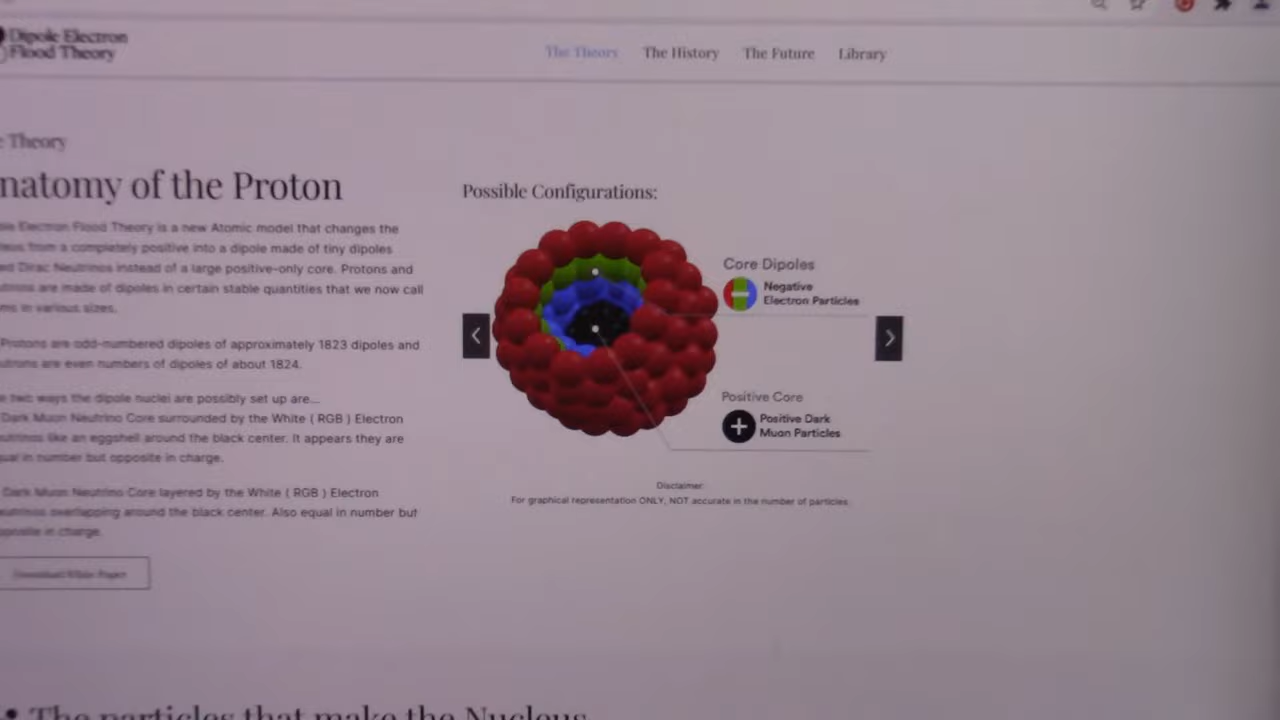 Dipole Electron
Flood Theory
The Theory
The History
The Future
Library
Theory
natomy of the Proton
Electron Flood Theory is a new Atomic model that changes the
from a completely positive into a dipole made of tiny dipoles
Dirac Neutrinos instead of a large positive-only core. Protons and
are made of dipoles in certain stable quantities that we now call
in various sizes.
Protons are odd-numbered dipoles of approximately 1823 dipoles and
are even numbers of dipoles of about 1824.
two ways the dipole nuclei are possibly set up are...
Dark Muon Neutrino Core surrounded by the White ( RGB ) Electron
like an eggshell around the black center. It appears they are
in number but opposite in charge.
Dark Muon Neutrino Core layered by the White ( RGB ) Electron
overlapping around the black center. Also equal in number but
in charge.
Download White Paper
Possible Configurations:
Core Dipoles
Negative
Electron Particles
Positive Core
Positive Dark
Muon Particles
Disclaimer:
For graphical representation ONLY, NOT accurate in the number of particles.
• The particles that make the Nucleus